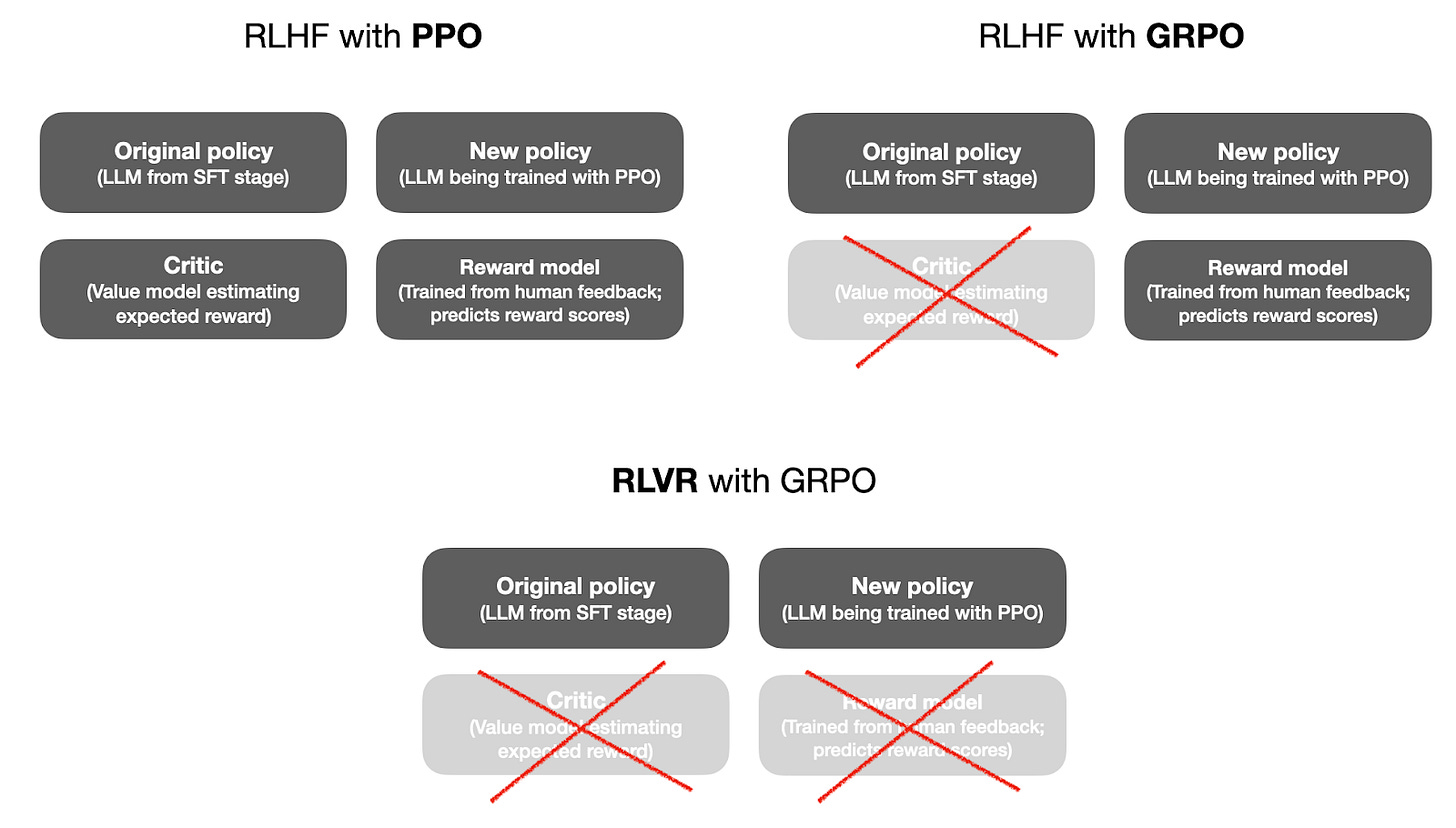 RLHF with PPO
Original policy
(LLM from SFT stage)
New policy
(LLM being trained with PPO)
Critic
(Value model estimating
expected reward)
Reward model
(Trained from human feedback;
predicts reward scores)
RLHF with GRPO
Original policy
(LLM from SFT stage)
New policy
(LLM being trained with PPO)
Critic
(Value model estimating
expected reward)
Reward model
(Trained from human feedback;
predicts reward scores)
RLVR with GRPO
Original policy
(LLM from SFT stage)
New policy
(LLM being trained with PPO)
Critic
(Value model estimating
expected reward)
Reward model
(Trained from human feedback;
predicts reward scores)